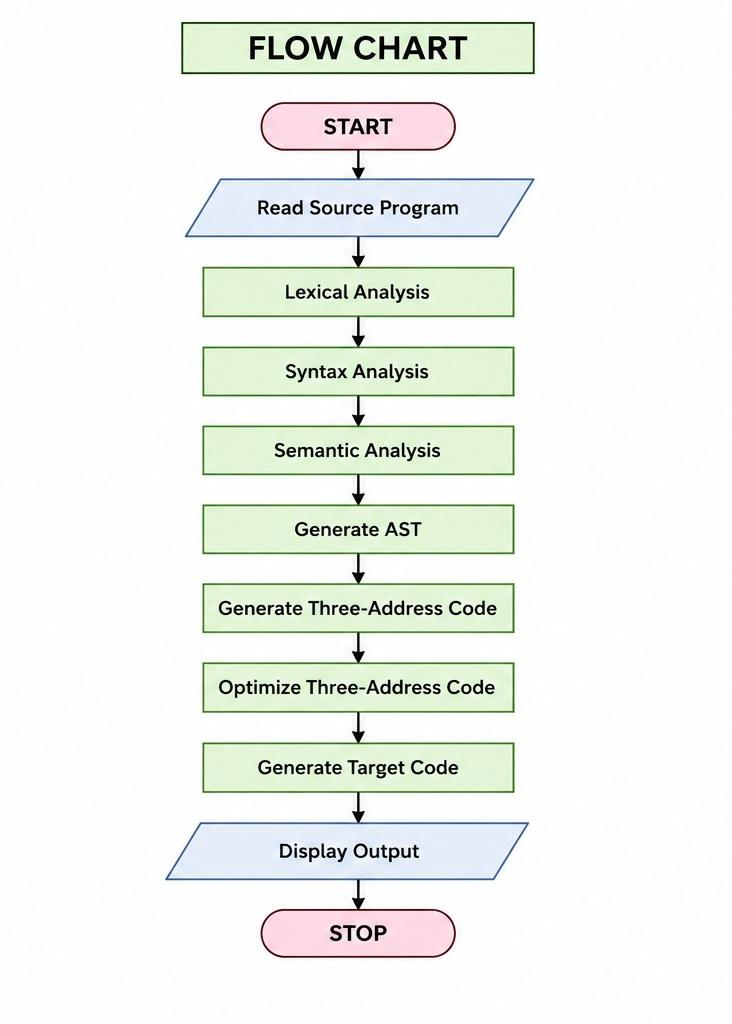 FLOW CHART
START
Read Source Program
Lexical Analysis
Syntax Analysis
Semantic Analysis
Generate AST
Generate Three-Address Code
Optimize Three-Address Code
Generate Target Code
Display Output
STOP